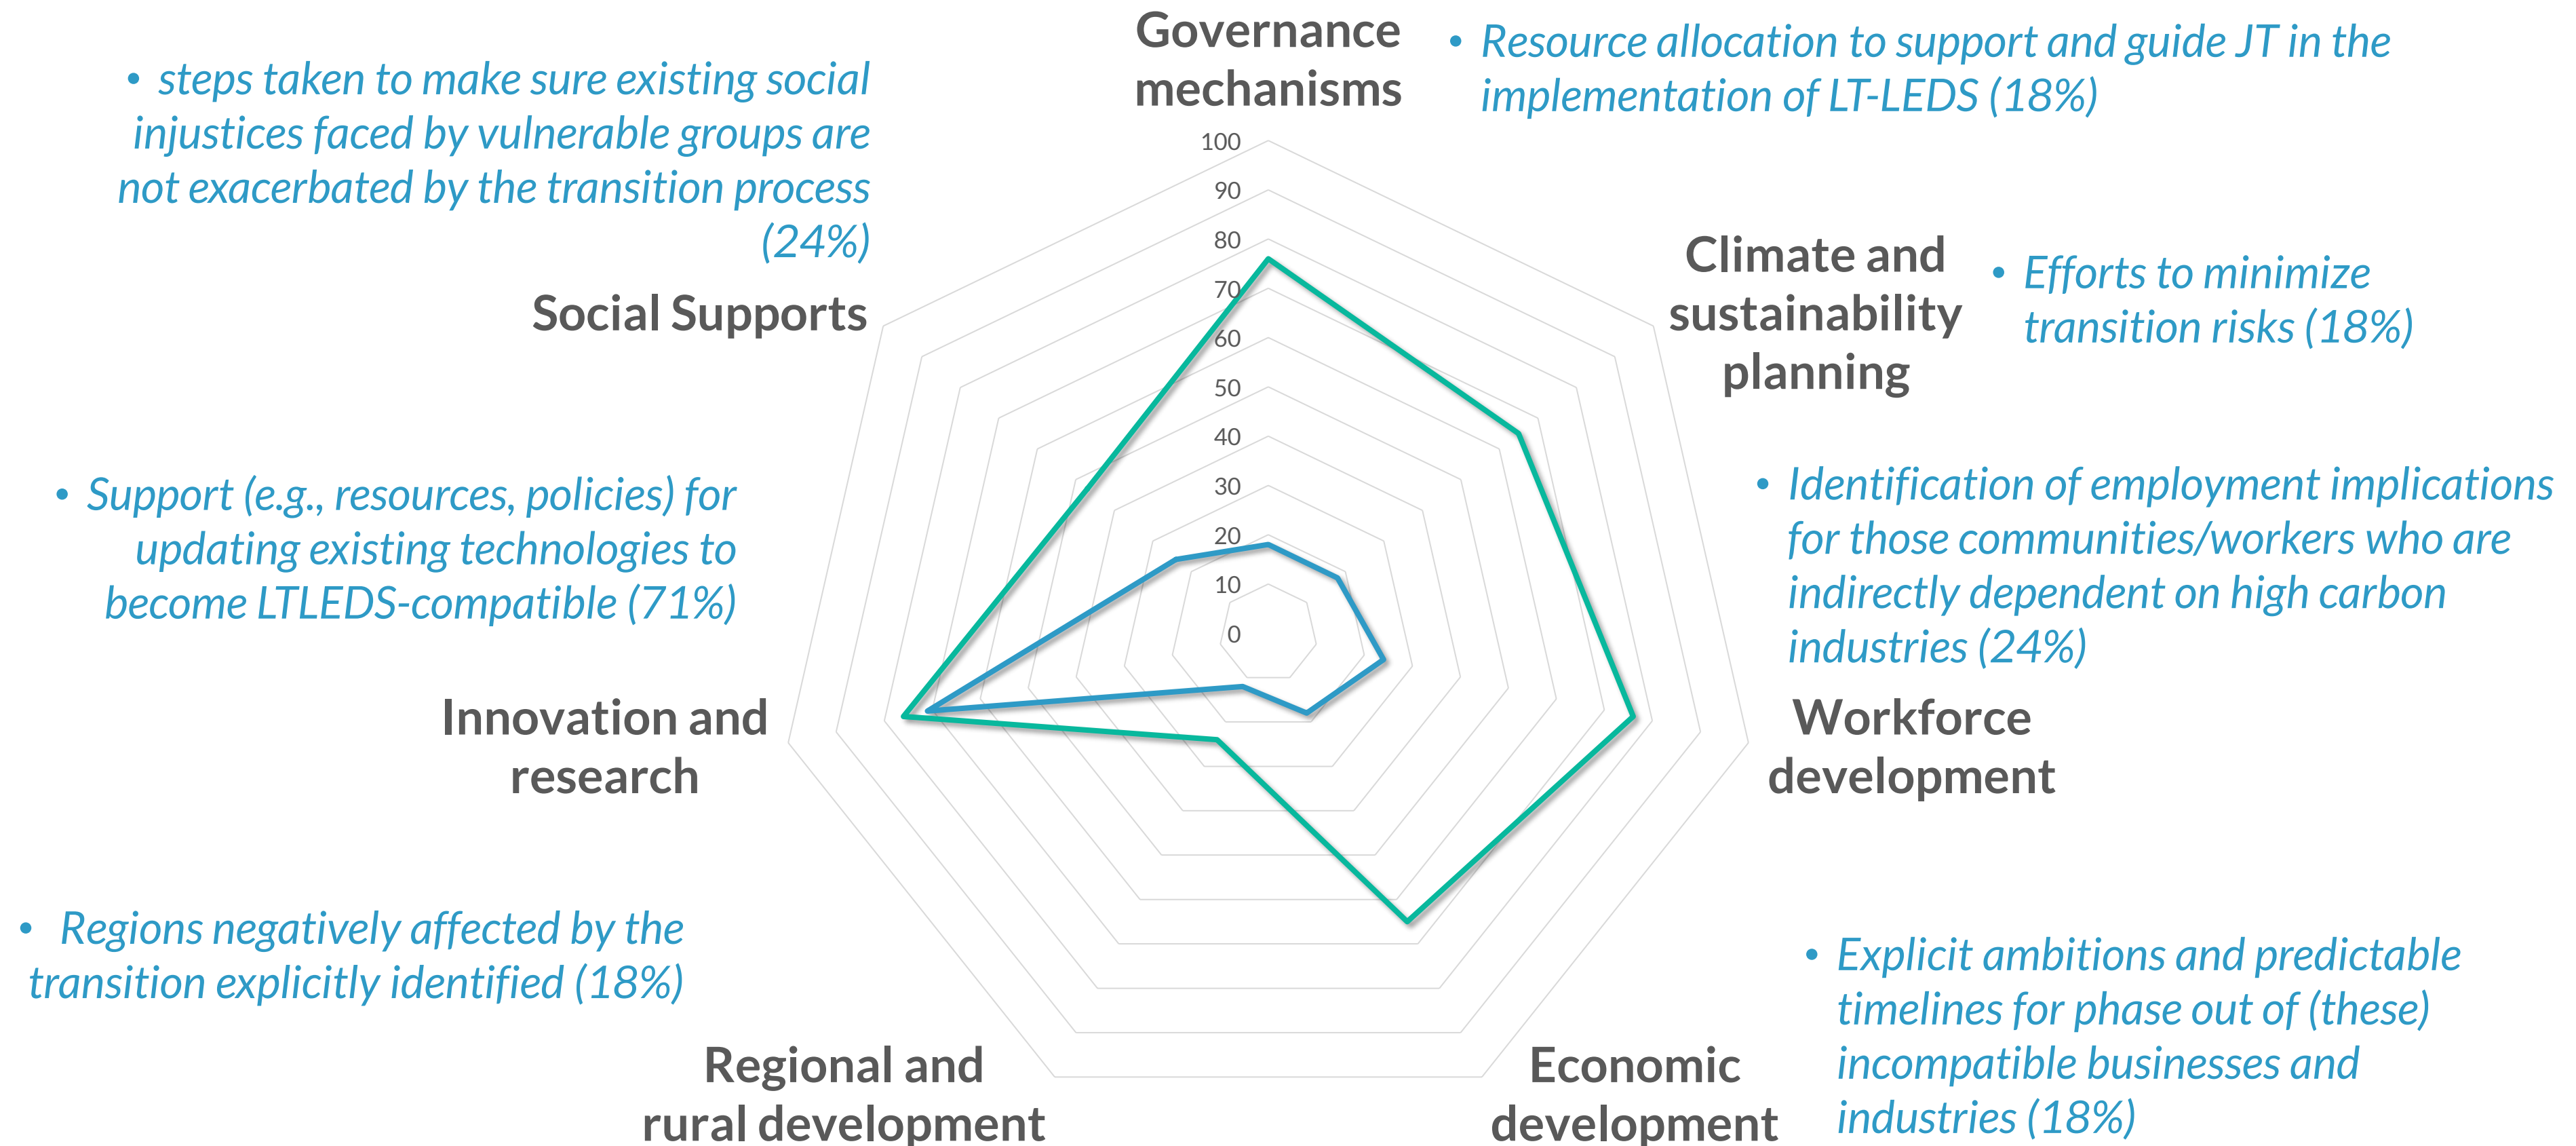 Governance
mechanisms
• Resource allocation to support and guide JT in the
implementation of LT-LEDS (18%)
• steps taken to make sure existing social
injustices faced by vulnerable groups are
not exacerbated by the transition process
(24%)
Social Supports
Climate and
sustainability
planning
• Efforts to minimize
transition risks (18%)
100
90
80
70
60
50
40
30
20
10
0
• Support (e.g., resources, policies) for
updating existing technologies to
become LTLEDS-compatible (71%)
Innovation and
research
• Identification of employment implications
for those communities/workers who are
indirectly dependent on high carbon
industries (24%)
Workforce
development
• Regions negatively affected by the
transition explicitly identified (18%)
Regional and
rural development
Economic
development
• Explicit ambitions and predictable
timelines for phase out of (these)
incompatible businesses and
industries (18%)